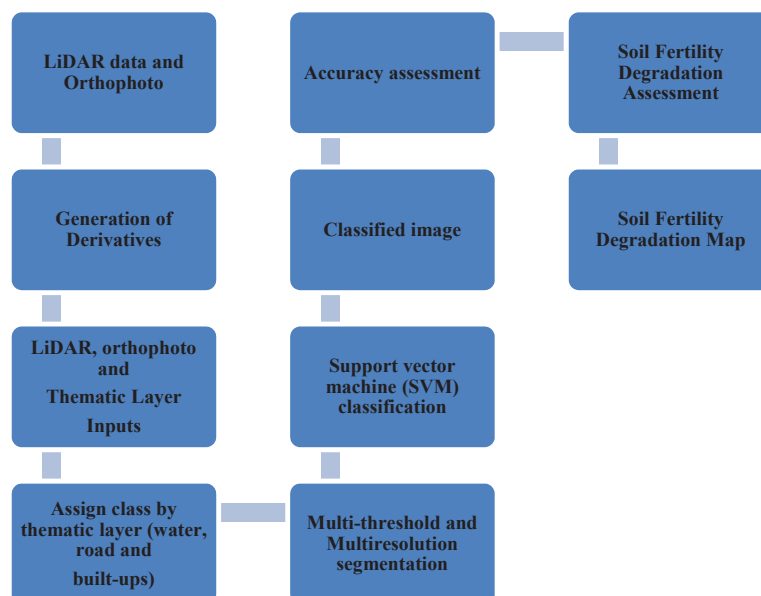 LiDAR data and
Orthophoto
Generation of
Derivatives
LiDAR, orthophoto
and
Thematic Layer
Inputs
Assign class by
thematic layer (water,
road and
built-ups)
Multi-threshold and
Multiresolution
segmentation
Support vector
machine (SVM)
classification
Classified image
Accuracy assessment
Soil Fertility
Degradation
Assessment
Soil Fertility
Degradation Map